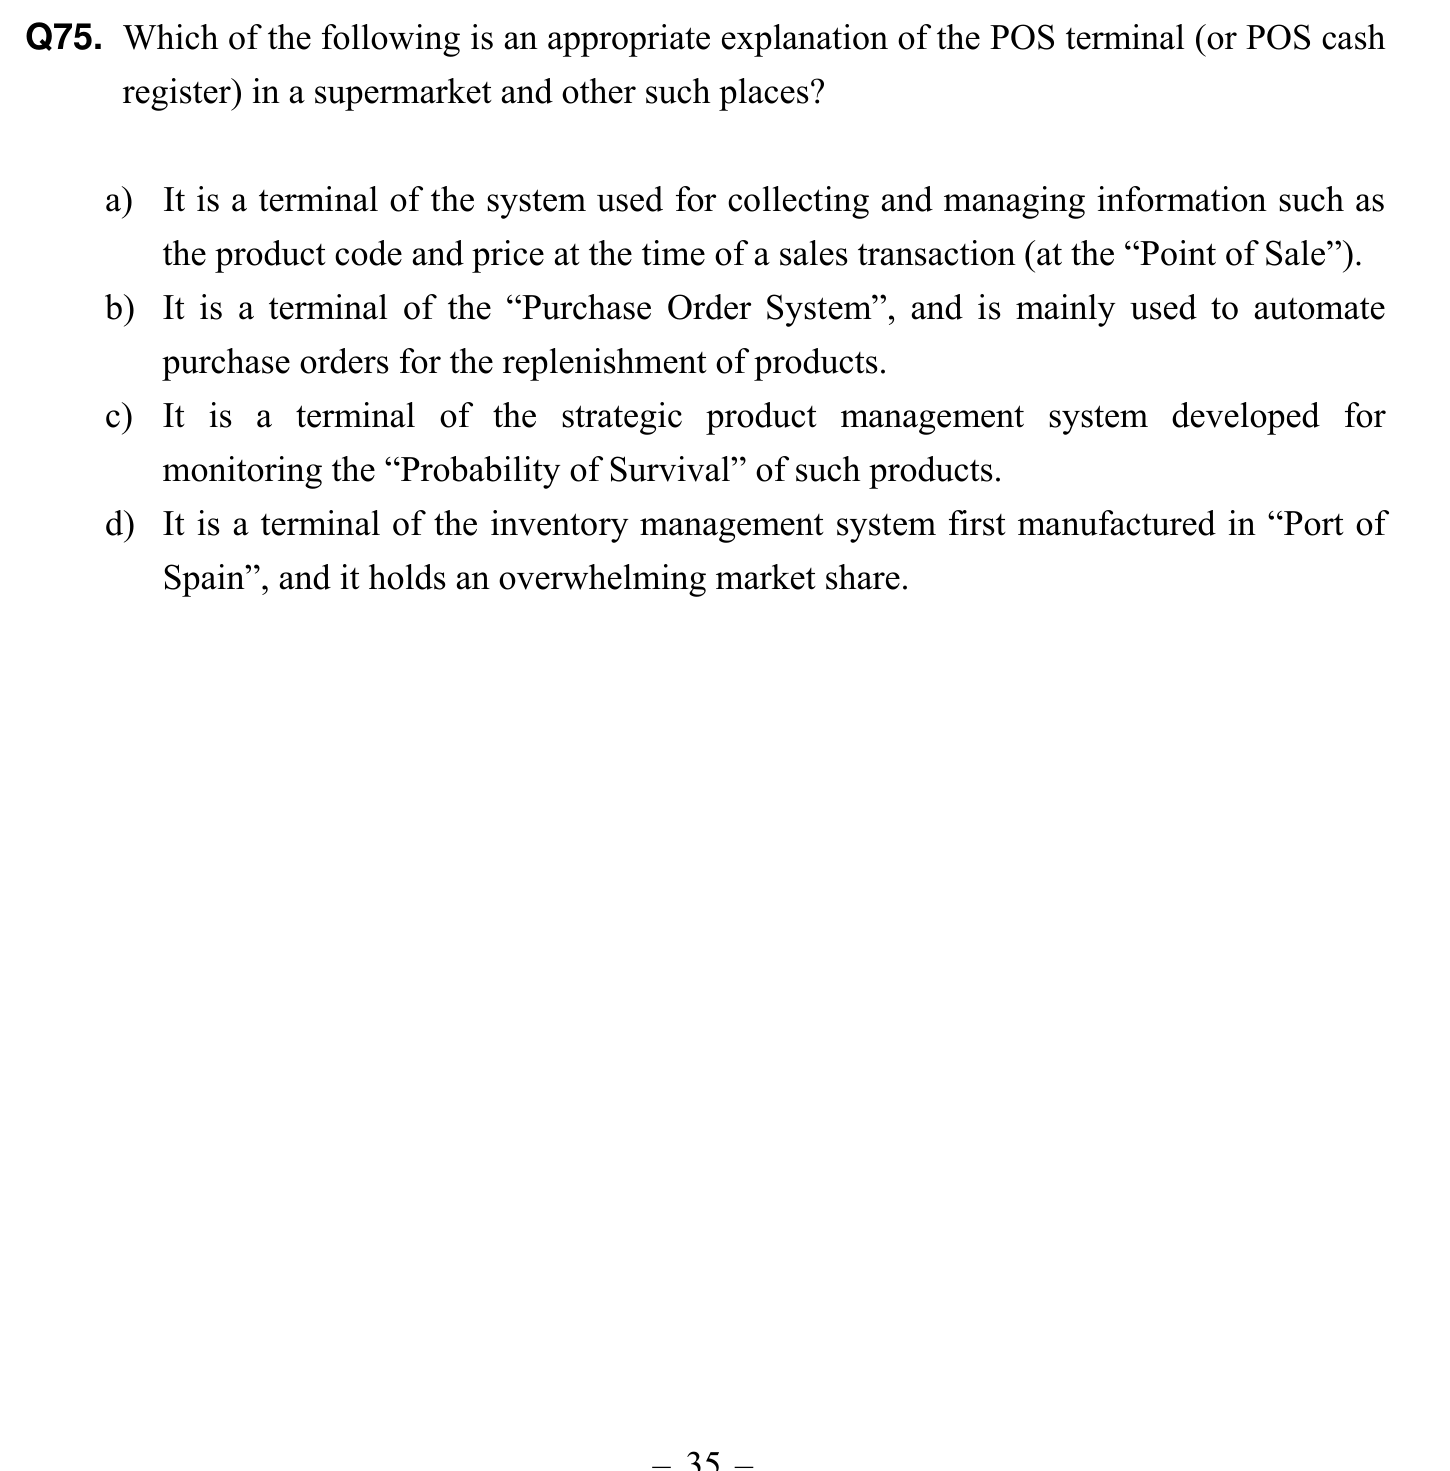 Q75. Which of the following is an appropriate explanation of the POS terminal (or POS cash
register) in a supermarket and other such places?
a) It is a terminal of the system used for collecting and managing information such as
the product code and price at the time of a sales transaction (at the “Point of Sale”).
b) It is a terminal of the “Purchase Order System”, and is mainly used to automate
purchase orders for the replenishment of products.
c) It is a terminal of the strategic product management system developed for
monitoring the “Probability of Survival” of such products.
d) It is a terminal of the inventory management system first manufactured in “Port of
Spain”, and it holds an overwhelming market share.
– 35 –